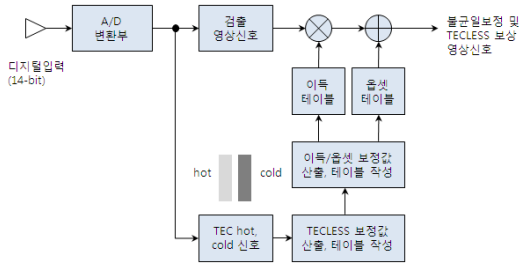 A/D
변환부
검출
영상신호
불균일보정 및
TECLESS 보상
영상신호
디지털입력
(14-bit)
이득
테이블
옵셋
테이블
hot
cold
이득/옵셋 보정값
산출, 테이블 작성
TEC hot,
cold 신호
TECLESS 보정값
산출, 테이블 작성